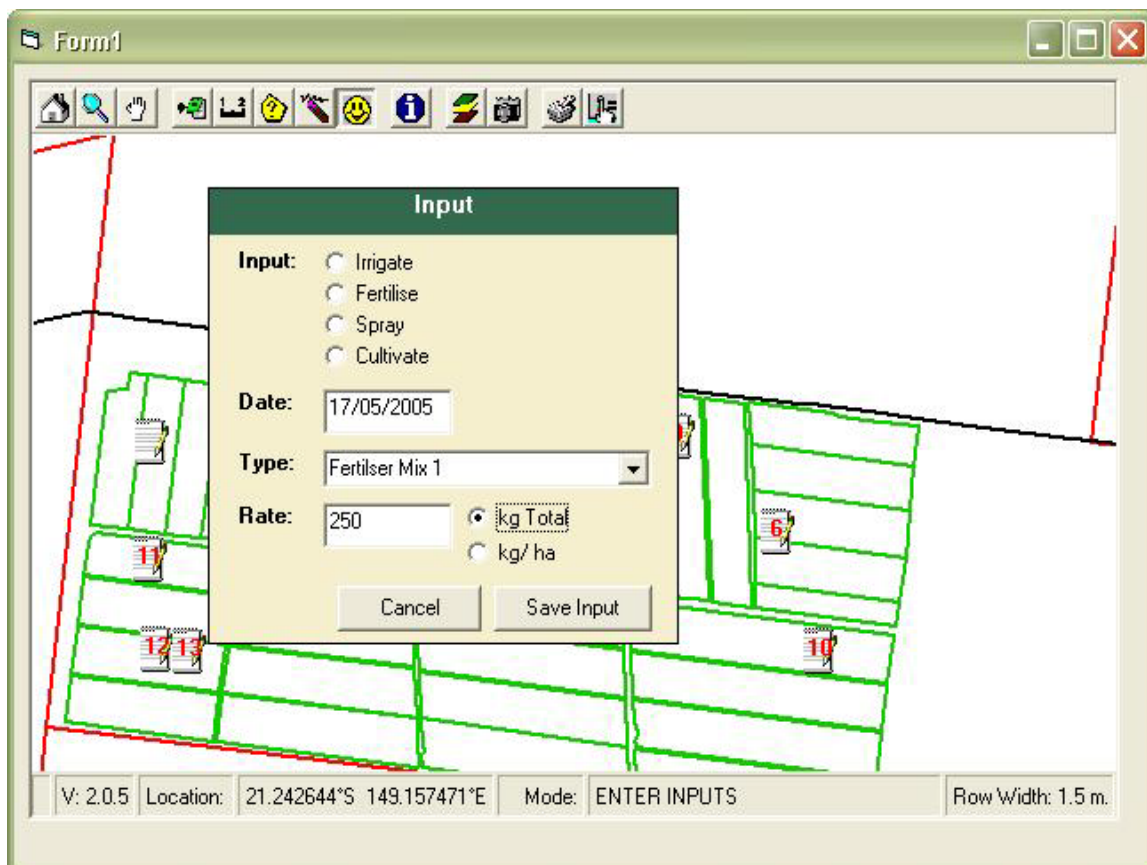 Form1
Input
Input:
Irrigate
Fertilise
Spray
Cultivate
Date: 17/05/2005
Type: Fertilser Mix 1
Rate: 250 kg Total
kg/ ha
Cancel Save Input
6
11
12 13 10
V: 2.0.5 Location: 21.242644°S 149.157471°E Mode: ENTER INPUTS Row Width: 1.5 m.